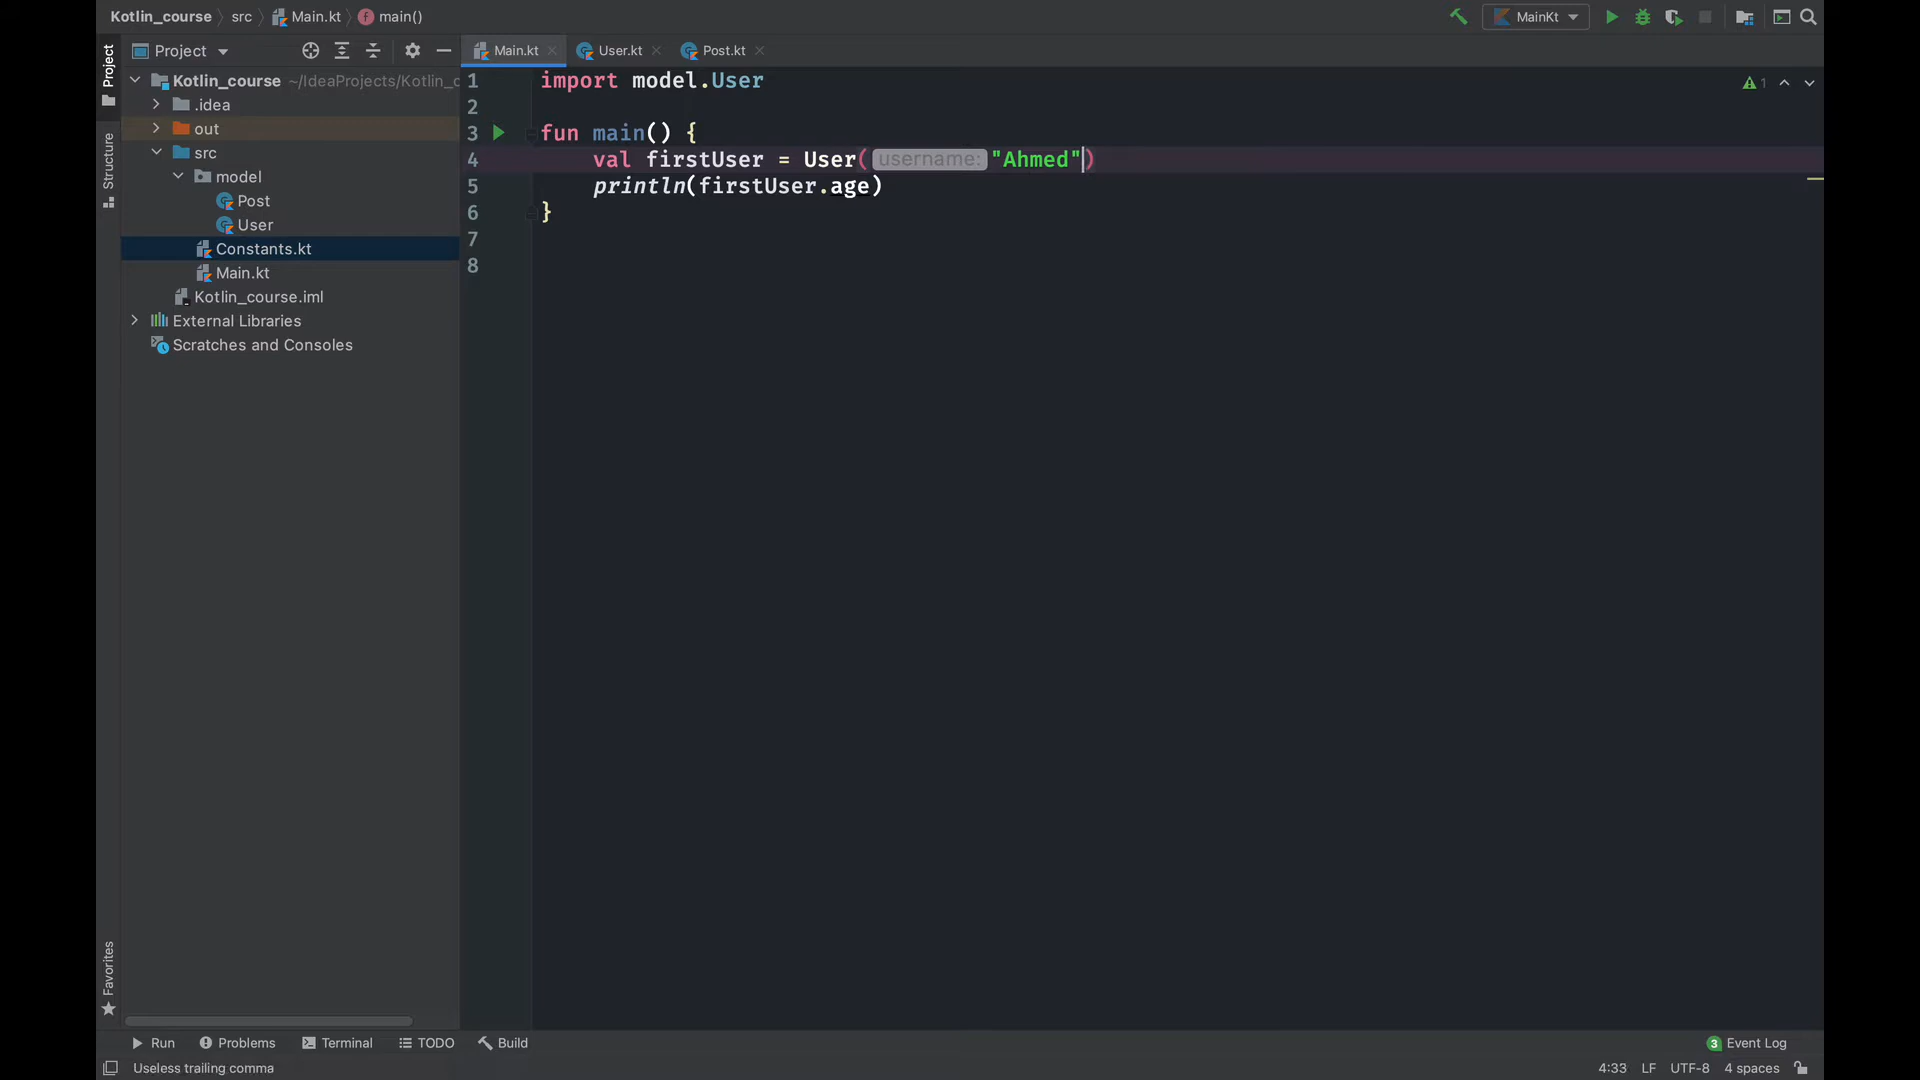 Kotlin_course src Main.kt main()
MainKt
Project
Main.kt User.kt Post.kt
Project
Structure
Favorites
Kotlin_course ~/IdeaProjects/Kotlin_c
.idea
out
src
model
Post
User
Constants.kt
Main.kt
Kotlin_course.iml
External Libraries
Scratches and Consoles
1 import model.User
2
3 fun main() {
4 val firstUser = User( username: "Ahmed")
5 println(firstUser.age)
6 }
7
8
1
Run Problems Terminal TODO Build
3 Event Log
Useless trailing comma
4:33 LF UTF-8 4 spaces